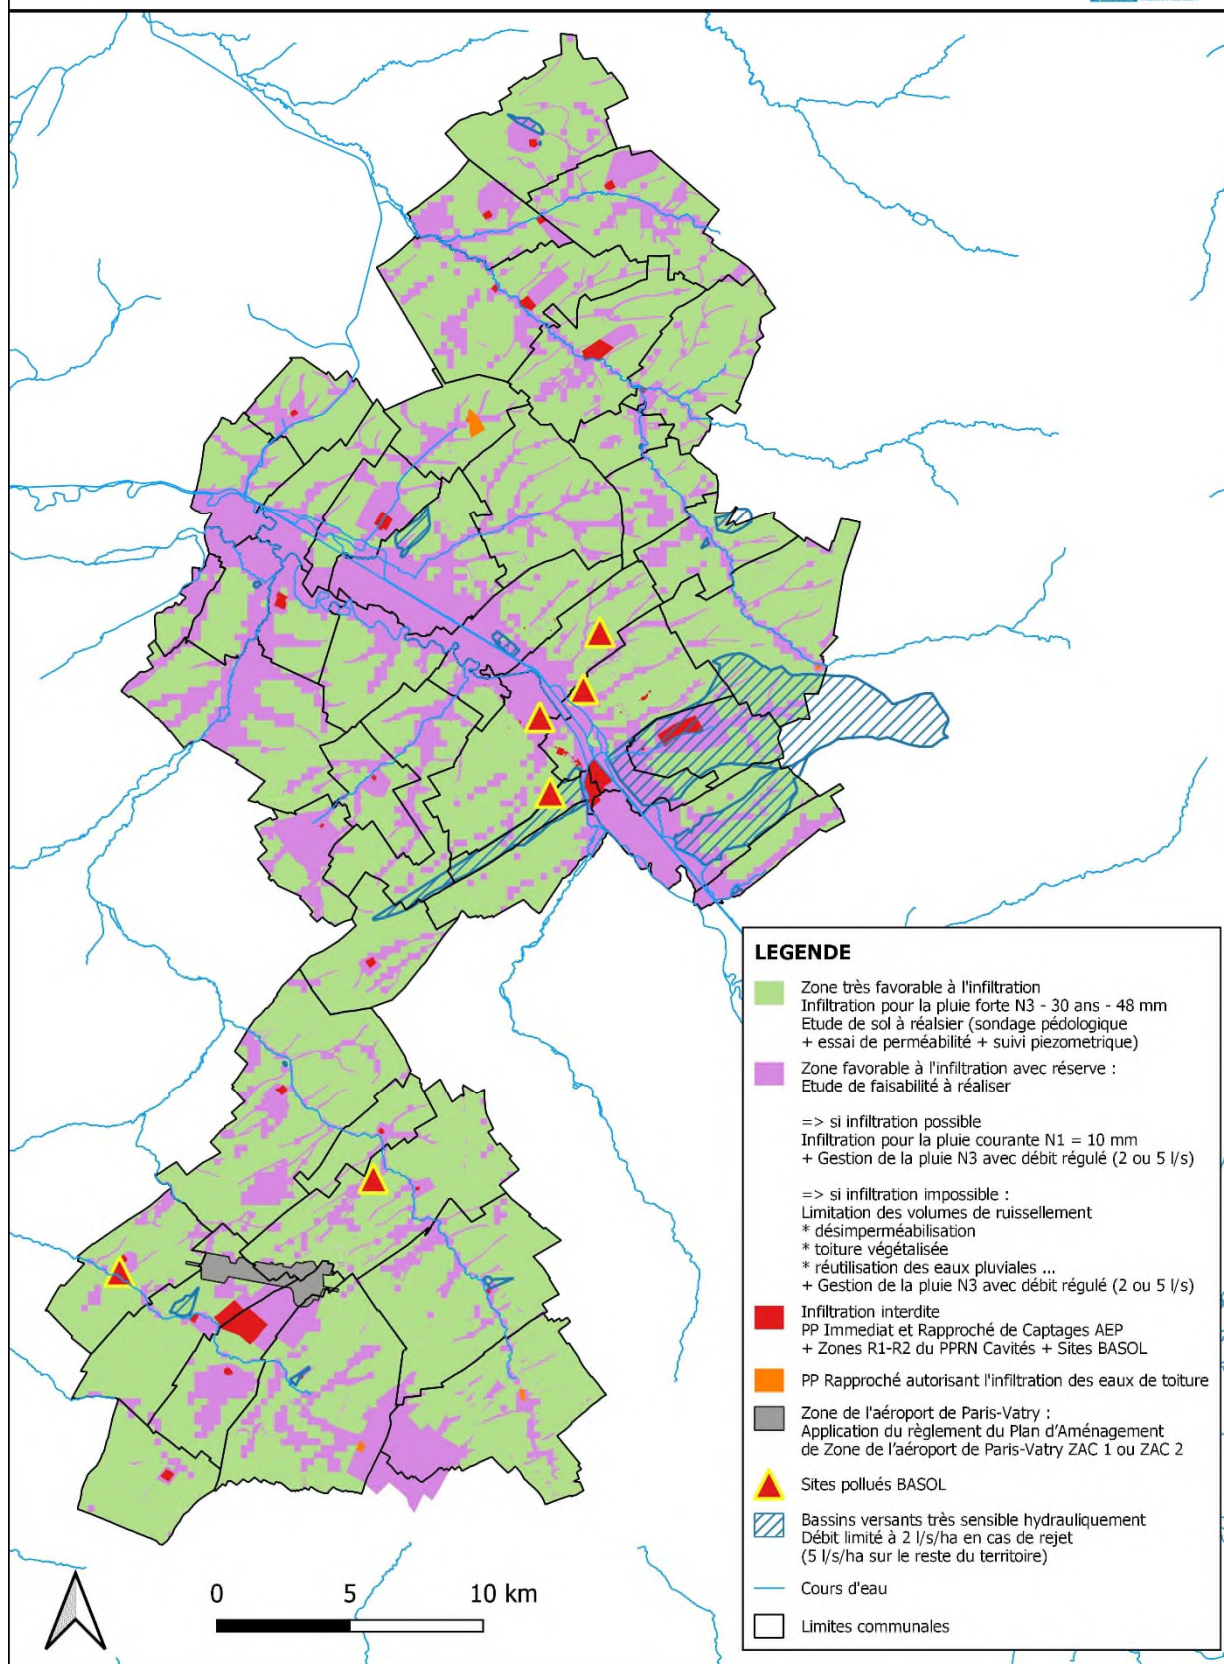 LEGENDE
Zone très favorable à l'infiltration
Infiltration pour la pluie forte N3 - 30 ans - 48 mm
Etude de sol à réalsier (sondage pédologique
+ essai de perméabilité + suivi piezometrique)
Zone favorable à l'infiltration avec réserve :
Etude de faisabilité à réaliser
=> si infiltration possible
Infiltration pour la pluie courante N1 = 10 mm
+ Gestion de la pluie N3 avec débit régulé (2 ou 5 l/s)
=> si infiltration impossible :
Limitation des volumes de ruissellement
* désimperméabilisation
* toiture végétalisée
* réutilisation des eaux pluviales ...
+ Gestion de la pluie N3 avec débit régulé (2 ou 5 l/s)
Infiltration interdite
PP Immediat et Rapproché de Captages AEP
+ Zones R1-R2 du PPRN Cavités + Sites BASOL
PP Rapproché autorisant l'infiltration des eaux de toiture
Zone de l'aéroport de Paris-Vatry :
Application du règlement du Plan d'Aménagement
de Zone de l'aéroport de Paris-Vatry ZAC 1 ou ZAC 2
Sites pollués BASOL
Bassins versants très sensible hydrauliquement
Débit limité à 2 l/s/ha en cas de rejet
(5 l/s/ha sur le reste du territoire)
Cours d'eau
Limites communales
0 5 10 km